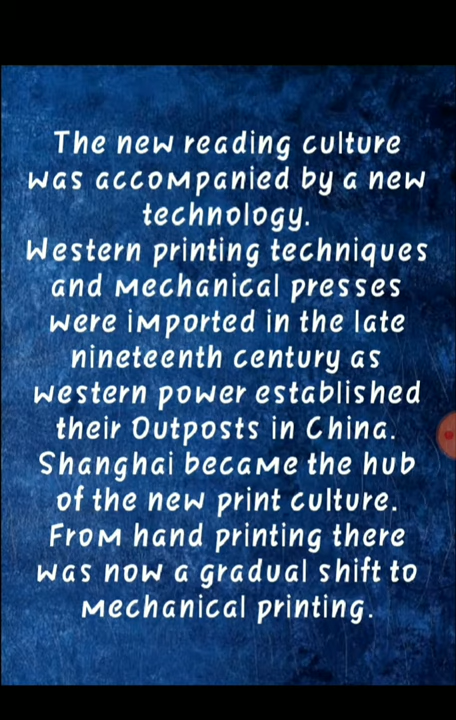 The new reading culture
was accompanied by a new
technology.
Western printing techniques
and mechanical presses
were imported in the late
nineteenth century as
western power established
their Outposts in China.
Shanghai became the hub
of the new print culture.
From hand printing there
was now a gradual shift to
mechanical printing.